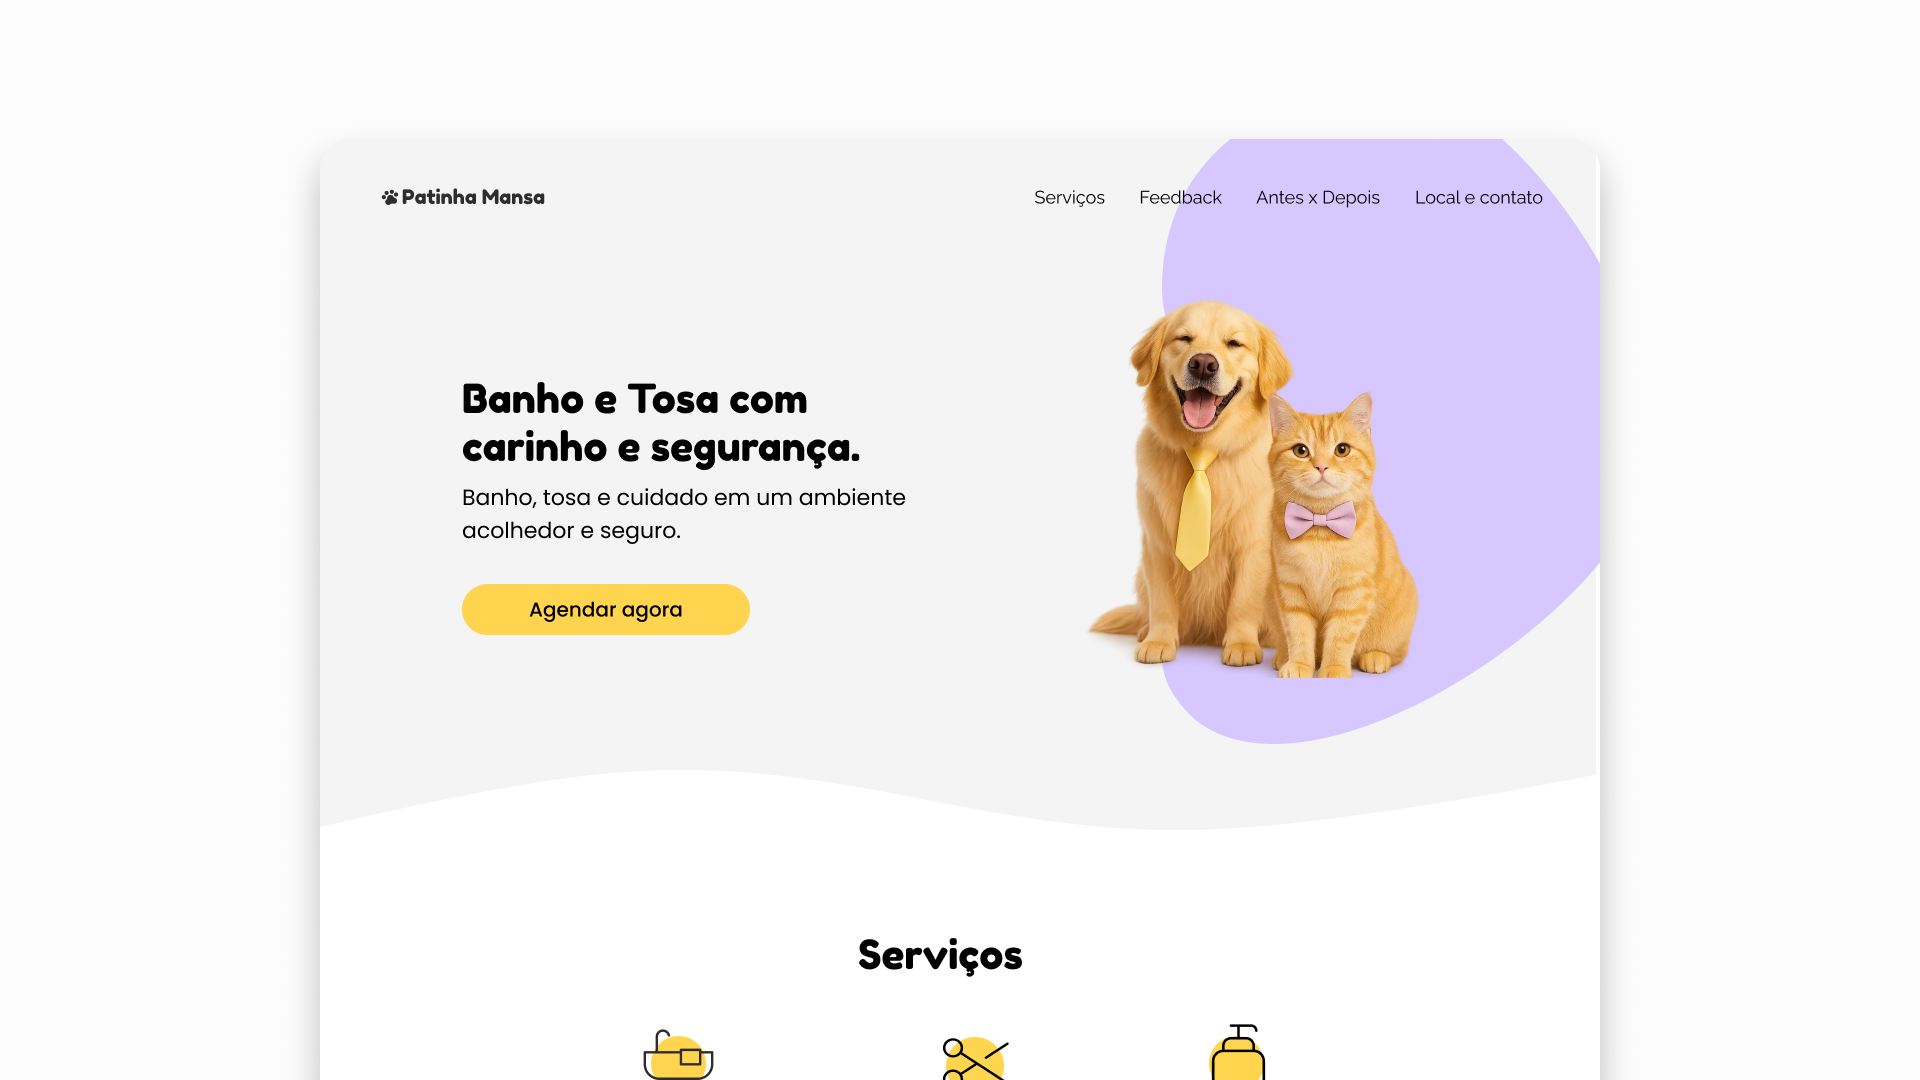 Patinha Mansa
Serviços
Feedback
Antes x Depois
Local e contato
Banho e Tosa com
carinho e segurança.
Banho, tosa e cuidado em um ambiente
acolhedor e seguro.
Agendar agora
Serviços